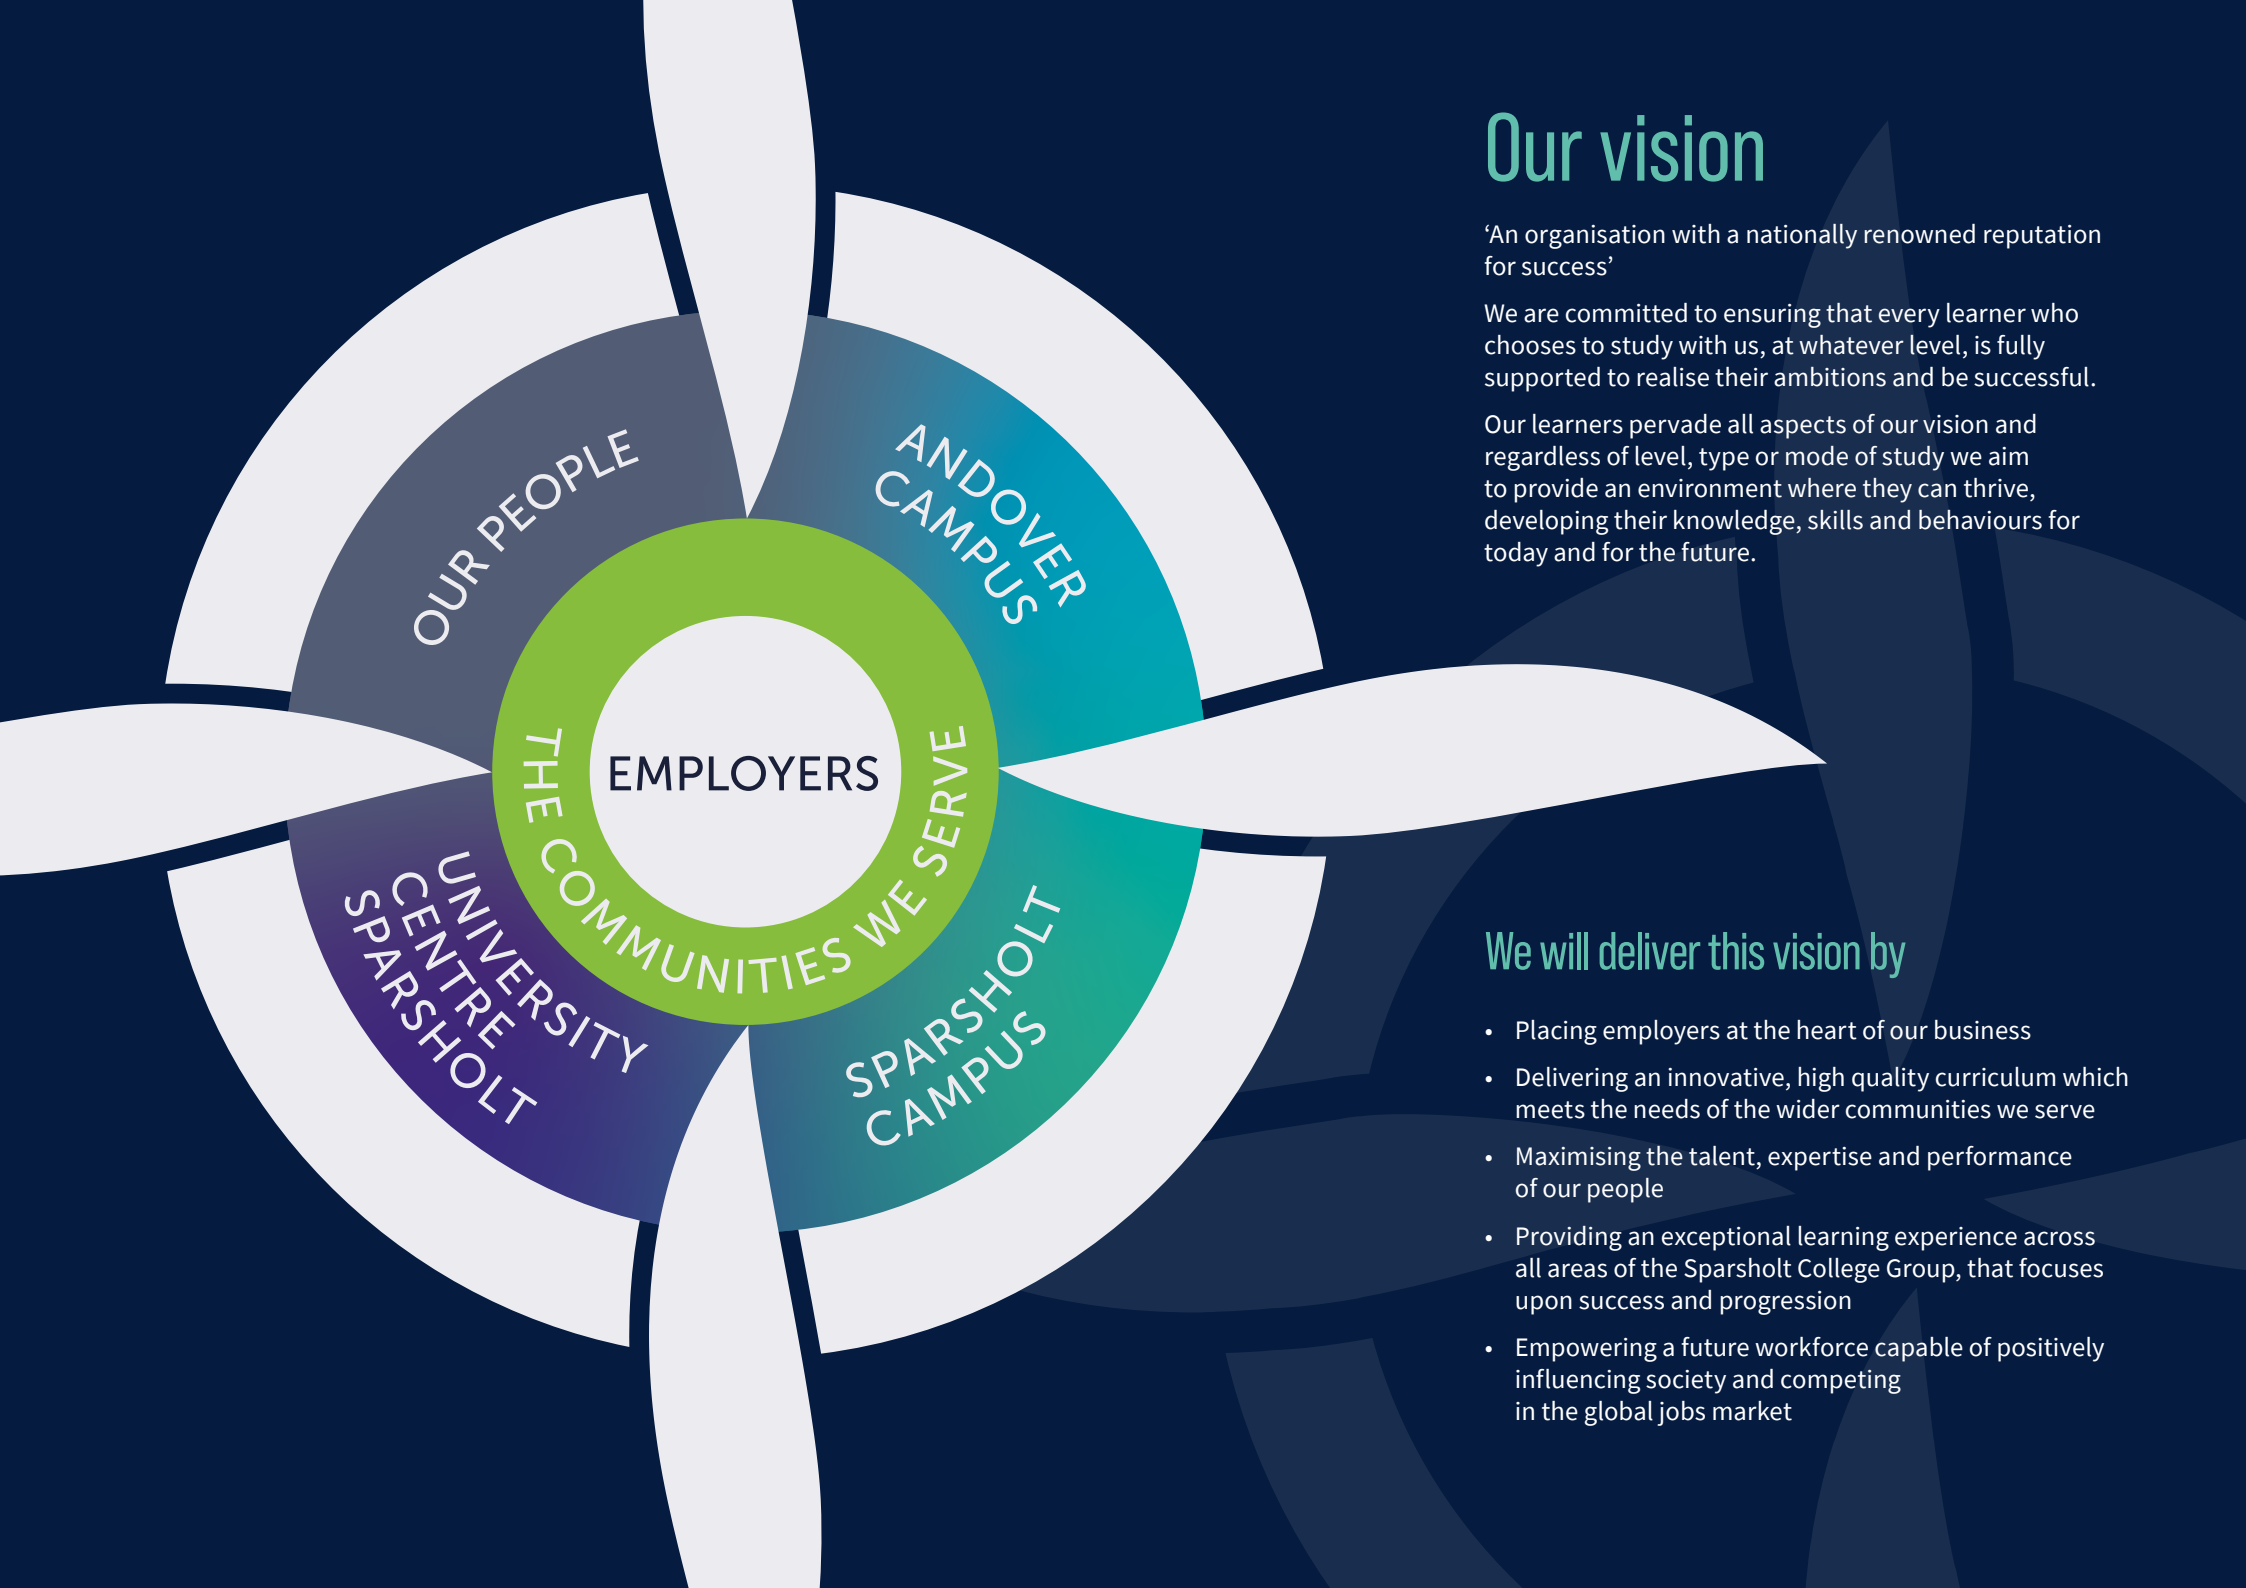 OUR PEOPLE
ANDOVER
CAMPUS
EMPLOYERS
THE COMMUNITIES WE SERVE
UNIVERSITY
CENTRE
SPARSHOLT
SPARSHOLT
CAMPUS
Our vision
‘An organisation with a nationally renowned reputation
for success’
We are committed to ensuring that every learner who
chooses to study with us, at whatever level, is fully
supported to realise their ambitions and be successful.
Our learners pervade all aspects of our vision and
regardless of level, type or mode of study we aim
to provide an environment where they can thrive,
developing their knowledge, skills and behaviours for
today and for the future.
We will deliver this vision by
• Placing employers at the heart of our business
• Delivering an innovative, high quality curriculum which
meets the needs of the wider communities we serve
• Maximising the talent, expertise and performance
of our people
• Providing an exceptional learning experience across
all areas of the Sparsholt College Group, that focuses
upon success and progression
• Empowering a future workforce capable of positively
influencing society and competing
in the global jobs market